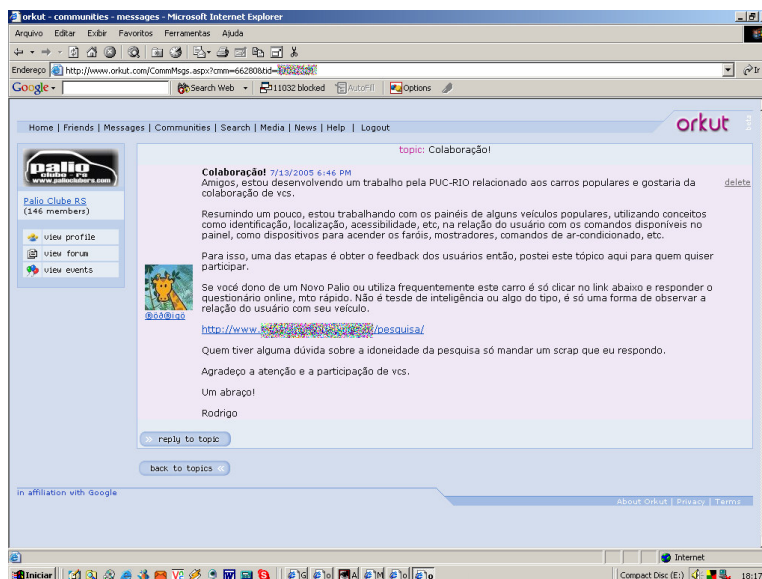 orkut - communities - messages - Microsoft Internet Explorer
Arquivo Editar Exibir Favoritos Ferramentas Ajuda
Endereço http://www.orkut.com/CommMsgs.aspx?cmm=66280&tid= Ir
Google Search Web 11032 blocked AutoFill Options
Home | Friends | Messages | Communities | Search | Media | News | Help | Logout
orkut beta
topic: Colaboração!
palio
clube - rs
www.palioclubers.com
Palio Clube RS
(146 members)
view profile
view forum
view events
Colaboração! 7/13/2005 6:46 PM
delete
Amigos, estou desenvolvendo um trabalho pela PUC-RIO relacionado aos carros populares e gostaria da
colaboração de vcs.
Resumindo um pouco, estou trabalhando com os painéis de alguns veículos populares, utilizando conceitos
como identificação, localização, acessibilidade, etc, na relação do usuário com os comandos disponíveis no
painel, como dispositivos para acender os faróis, mostradores, comandos de ar-condicionado, etc.
Para isso, uma das etapas é obter o feedback dos usuários então, postei este tópico aqui para quem quiser
participar.
Se você dono de um Novo Palio ou utiliza frequentemente este carro é só clicar no link abaixo e responder o
questionário online, mto rápido. Não é tesde de inteligência ou algo do tipo, é só uma forma de observar a
relação do usuário com seu veículo.
http://www. /pesquisa/
Quem tiver alguma dúvida sobre a idoneidade da pesquisa só mandar um scrap que eu respondo.
Agradeço a atenção e a participação de vcs.
Um abraço!
Rodrigo
reply to topic
back to topics
in affiliation with Google
About Orkut | Privacy | Terms
Internet
Iniciar
Compact Disc (E:)
18:17